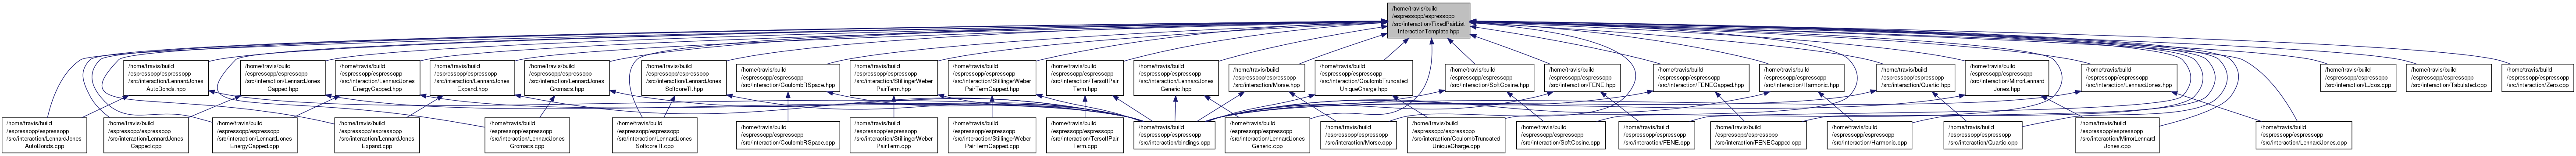 /home/travis/build
/espressopp/espressopp
/src/interaction/FixedPairList
InteractionTemplate.hpp
/home/travis/build
/espressopp/espressopp
/src/interaction/LennardJones
AutoBonds.hpp
/home/travis/build
/espressopp/espressopp
/src/interaction/LennardJones
Capped.hpp
/home/travis/build
/espressopp/espressopp
/src/interaction/LennardJones
EnergyCapped.hpp
/home/travis/build
/espressopp/espressopp
/src/interaction/LennardJones
Expand.hpp
/home/travis/build
/espressopp/espressopp
/src/interaction/LennardJones
Gromacs.hpp
/home/travis/build
/espressopp/espressopp
/src/interaction/LennardJones
SoftcoreTI.hpp
/home/travis/build
/espressopp/espressopp
/src/interaction/CoulombRSpace.hpp
/home/travis/build
/espressopp/espressopp
/src/interaction/StillingerWeber
PairTerm.hpp
/home/travis/build
/espressopp/espressopp
/src/interaction/StillingerWeber
PairTermCapped.hpp
/home/travis/build
/espressopp/espressopp
/src/interaction/TersoffPair
Term.hpp
/home/travis/build
/espressopp/espressopp
/src/interaction/LennardJones
Generic.hpp
/home/travis/build
/espressopp/espressopp
/src/interaction/Morse.hpp
/home/travis/build
/espressopp/espressopp
/src/interaction/CoulombTruncated
UniqueCharge.hpp
/home/travis/build
/espressopp/espressopp
/src/interaction/SoftCosine.hpp
/home/travis/build
/espressopp/espressopp
/src/interaction/FENE.hpp
/home/travis/build
/espressopp/espressopp
/src/interaction/FENECapped.hpp
/home/travis/build
/espressopp/espressopp
/src/interaction/Harmonic.hpp
/home/travis/build
/espressopp/espressopp
/src/interaction/Quartic.hpp
/home/travis/build
/espressopp/espressopp
/src/interaction/MirrorLennard
Jones.hpp
/home/travis/build
/espressopp/espressopp
/src/interaction/LennardJones.hpp
/home/travis/build
/espressopp/espressopp
/src/interaction/LJcos.cpp
/home/travis/build
/espressopp/espressopp
/src/interaction/Tabulated.cpp
/home/travis/build
/espressopp/espressopp
/src/interaction/Zero.cpp
/home/travis/build
/espressopp/espressopp
/src/interaction/LennardJones
AutoBonds.cpp
/home/travis/build
/espressopp/espressopp
/src/interaction/LennardJones
Capped.cpp
/home/travis/build
/espressopp/espressopp
/src/interaction/LennardJones
EnergyCapped.cpp
/home/travis/build
/espressopp/espressopp
/src/interaction/LennardJones
Expand.cpp
/home/travis/build
/espressopp/espressopp
/src/interaction/LennardJones
Gromacs.cpp
/home/travis/build
/espressopp/espressopp
/src/interaction/LennardJones
SoftcoreTI.cpp
/home/travis/build
/espressopp/espressopp
/src/interaction/CoulombRSpace.cpp
/home/travis/build
/espressopp/espressopp
/src/interaction/StillingerWeber
PairTerm.cpp
/home/travis/build
/espressopp/espressopp
/src/interaction/StillingerWeber
PairTermCapped.cpp
/home/travis/build
/espressopp/espressopp
/src/interaction/TersoffPair
Term.cpp
/home/travis/build
/espressopp/espressopp
/src/interaction/bindings.cpp
/home/travis/build
/espressopp/espressopp
/src/interaction/LennardJones
Generic.cpp
/home/travis/build
/espressopp/espressopp
/src/interaction/Morse.cpp
/home/travis/build
/espressopp/espressopp
/src/interaction/CoulombTruncated
UniqueCharge.cpp
/home/travis/build
/espressopp/espressopp
/src/interaction/SoftCosine.cpp
/home/travis/build
/espressopp/espressopp
/src/interaction/FENE.cpp
/home/travis/build
/espressopp/espressopp
/src/interaction/FENECapped.cpp
/home/travis/build
/espressopp/espressopp
/src/interaction/Harmonic.cpp
/home/travis/build
/espressopp/espressopp
/src/interaction/Quartic.cpp
/home/travis/build
/espressopp/espressopp
/src/interaction/MirrorLennard
Jones.cpp
/home/travis/build
/espressopp/espressopp
/src/interaction/LennardJones.cpp